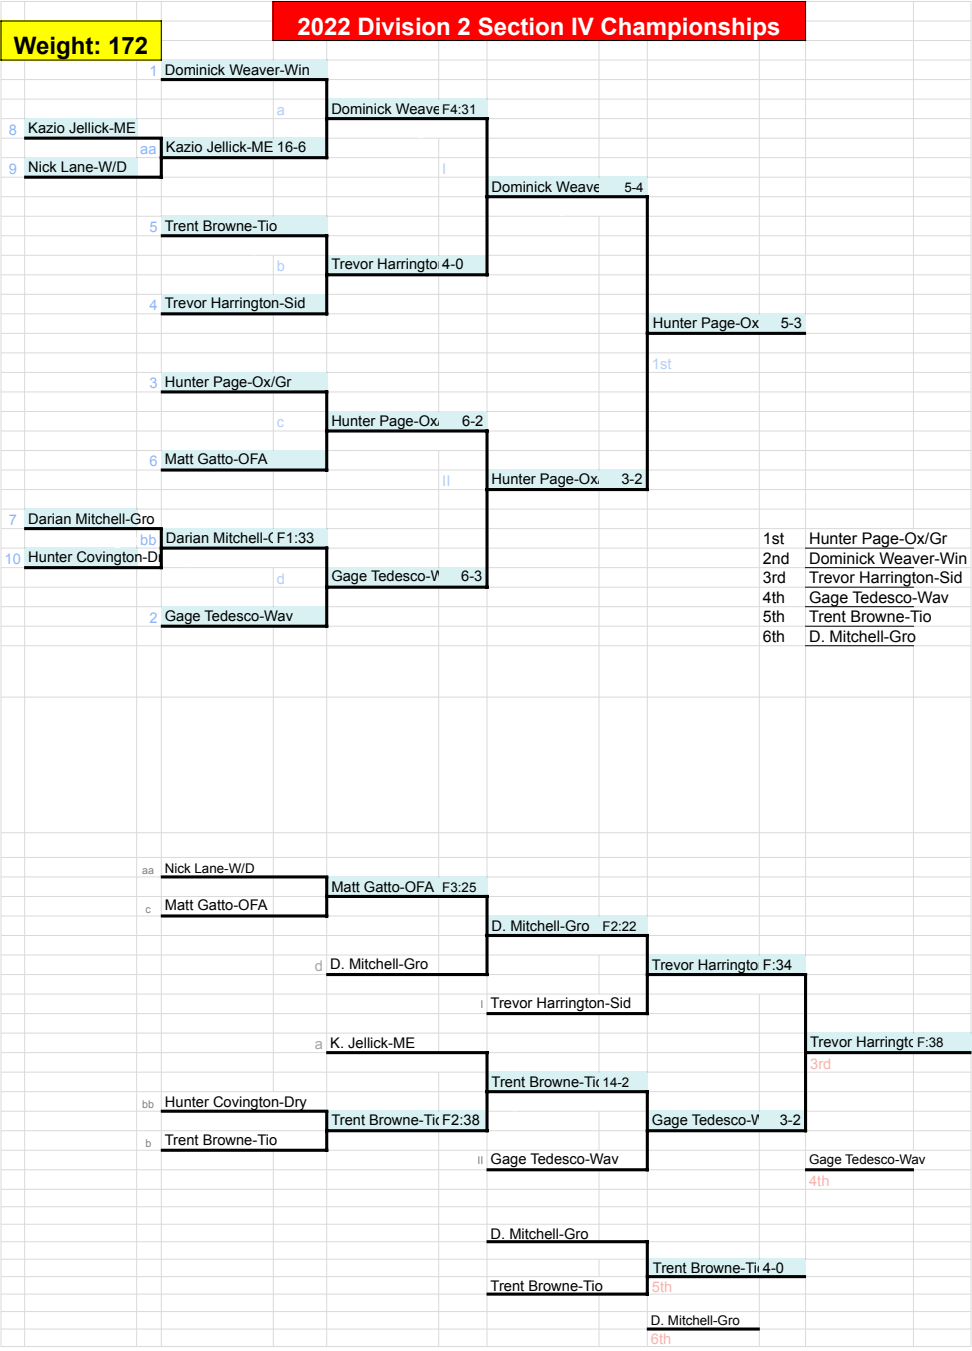 2022 Division 2 Section IV Championships
Weight: 172
1 Dominick Weaver-Win
a Dominick Weave F4:31
8 Kazio Jellick-ME
aa Kazio Jellick-ME 16-6
9 Nick Lane-W/D
I
Dominick Weave 5-4
5 Trent Browne-Tio
b Trevor Harringto 4-0
4 Trevor Harrington-Sid
Hunter Page-Ox 5-3
1st
3 Hunter Page-Ox/Gr
c Hunter Page-Ox/ 6-2
6 Matt Gatto-OFA
II Hunter Page-Ox/ 3-2
7 Darian Mitchell-Gro
bb Darian Mitchell-( F1:33
10 Hunter Covington-Dr
d Gage Tedesco-W 6-3
2 Gage Tedesco-Wav
1st Hunter Page-Ox/Gr
2nd Dominick Weaver-Win
3rd Trevor Harrington-Sid
4th Gage Tedesco-Wav
5th Trent Browne-Tio
6th D. Mitchell-Gro
aa Nick Lane-W/D
Matt Gatto-OFA F3:25
c Matt Gatto-OFA
D. Mitchell-Gro F2:22
d D. Mitchell-Gro
Trevor Harringto F:34
I Trevor Harrington-Sid
a K. Jellick-ME
Trevor Harringtc F:38
3rd
Trent Browne-Tic 14-2
bb Hunter Covington-Dry
Trent Browne-Tic F2:38
Gage Tedesco-W 3-2
b Trent Browne-Tio
II Gage Tedesco-Wav
Gage Tedesco-Wav
4th
D. Mitchell-Gro
Trent Browne-Ti 4-0
Trent Browne-Tio
5th
D. Mitchell-Gro
6th